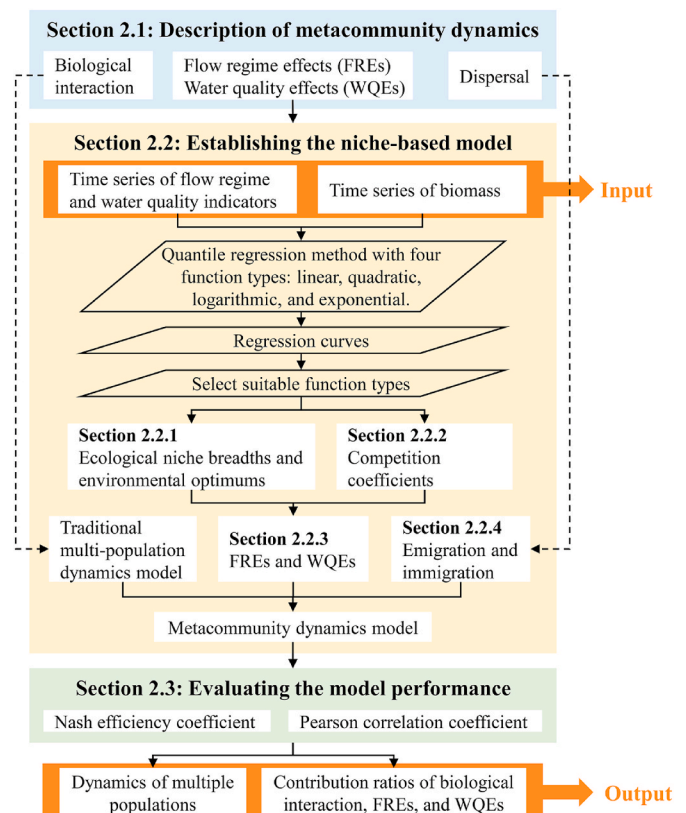 Section 2.1: Description of metacommunity dynamics
Biological
interaction
Flow regime effects (FREs)
Water quality effects (WQEs)
Dispersal
Section 2.2: Establishing the niche-based model
Time series of flow regime
and water quality indicators
Time series of biomass
Input
Quantile regression method with four
function types: linear, quadratic,
logarithmic, and exponential.
Regression curves
Select suitable function types
Section 2.2.1
Ecological niche breadths and
environmental optimums
Section 2.2.2
Competition
coefficients
Traditional
multi-population
dynamics model
Section 2.2.3
FREs and WQEs
Section 2.2.4
Emigration and
immigration
Metacommunity dynamics model
Section 2.3: Evaluating the model performance
Nash efficiency coefficient
Pearson correlation coefficient
Dynamics of multiple
populations
Contribution ratios of biological
interaction, FREs, and WQEs
Output